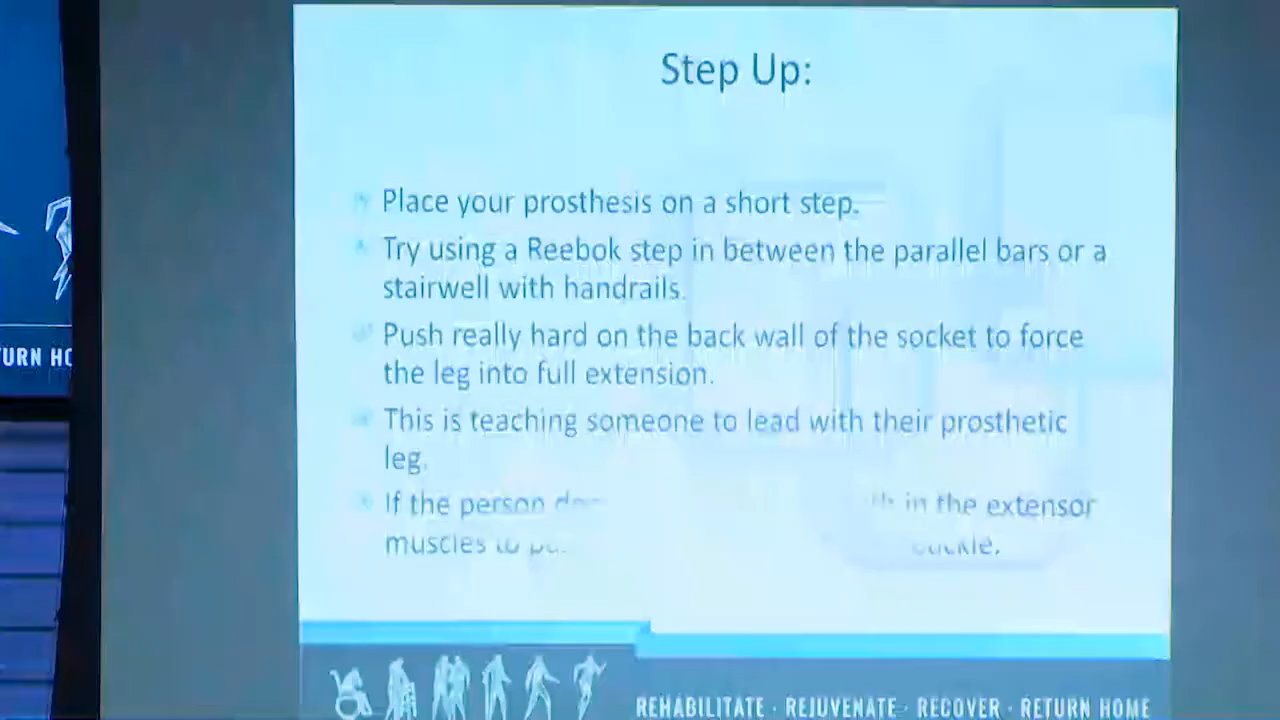 Step Up:
Place your prosthesis on a short step.
Try using a Reebok step in between the parallel bars or a
stairwell with handrails.
Push really hard on the back wall of the socket to force
the leg into full extension.
This is teaching someone to lead with their prosthetic
leg.
If the person in the extensor
muscles to buckle.
REHABILITATE · REJUVENATE · RECOVER · RETURN HOME
TURN HO